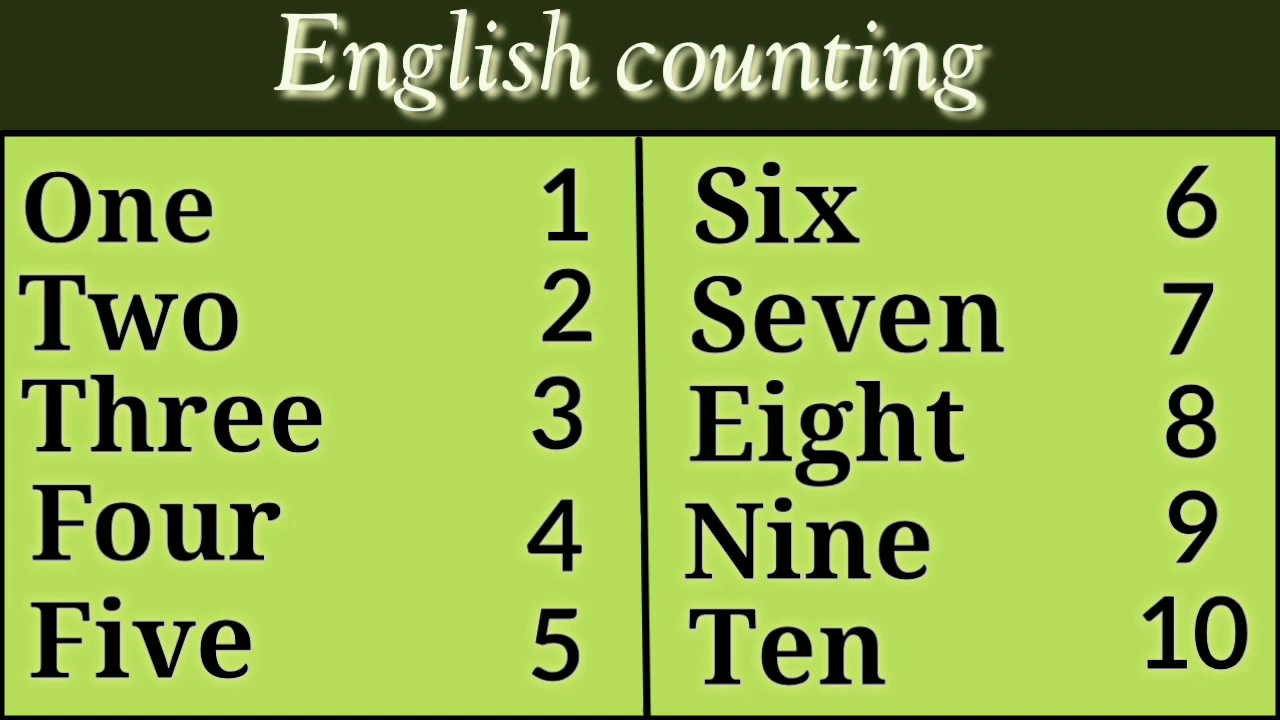 English counting
One 1
Two 2
Three 3
Four 4
Five 5
Six 6
Seven 7
Eight 8
Nine 9
Ten 10